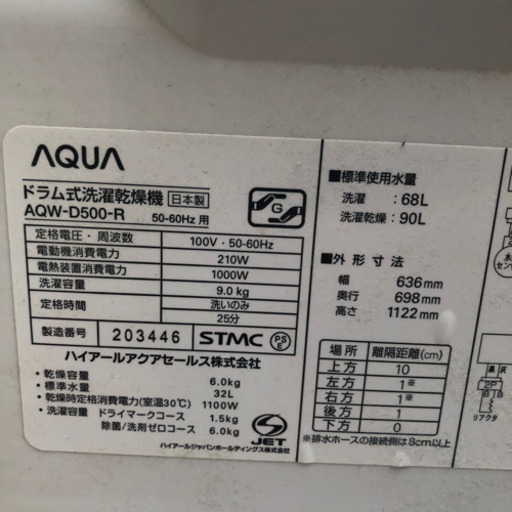 AQUA
ドラム式洗濯乾燥機 日本製
AQW-D500-R 50-60Hz用
G
定格電圧・周波数 100V・50-60Hz
電動機消費電力 210W
電熱装置消費電力 1000W
洗濯容量 9.0kg
定格時間 洗いのみ
25分
製造番号 203446 STMC PSE
ハイアールアクアセールス株式会社
・乾燥容量 6.0kg
・標準水量 32L
・乾燥時定格消費電力(室温30℃) 1100W
・洗濯容量 ドライマークコース 1.5kg
除菌/洗剤ゼロコース 6.0kg
JET
ハイアールジャパンホールディングス株式会社
■標準使用水量
洗濯 : 68L
洗濯乾燥 : 90L
■外形寸法
幅 636mm
奥行 698mm
高さ 1122mm
場所 離隔距離(cm)
上方 10
左方 1※
右方 1※
後方 1
下方 0
※排水ホースの接続側は8cm以上
2P
リアクタ